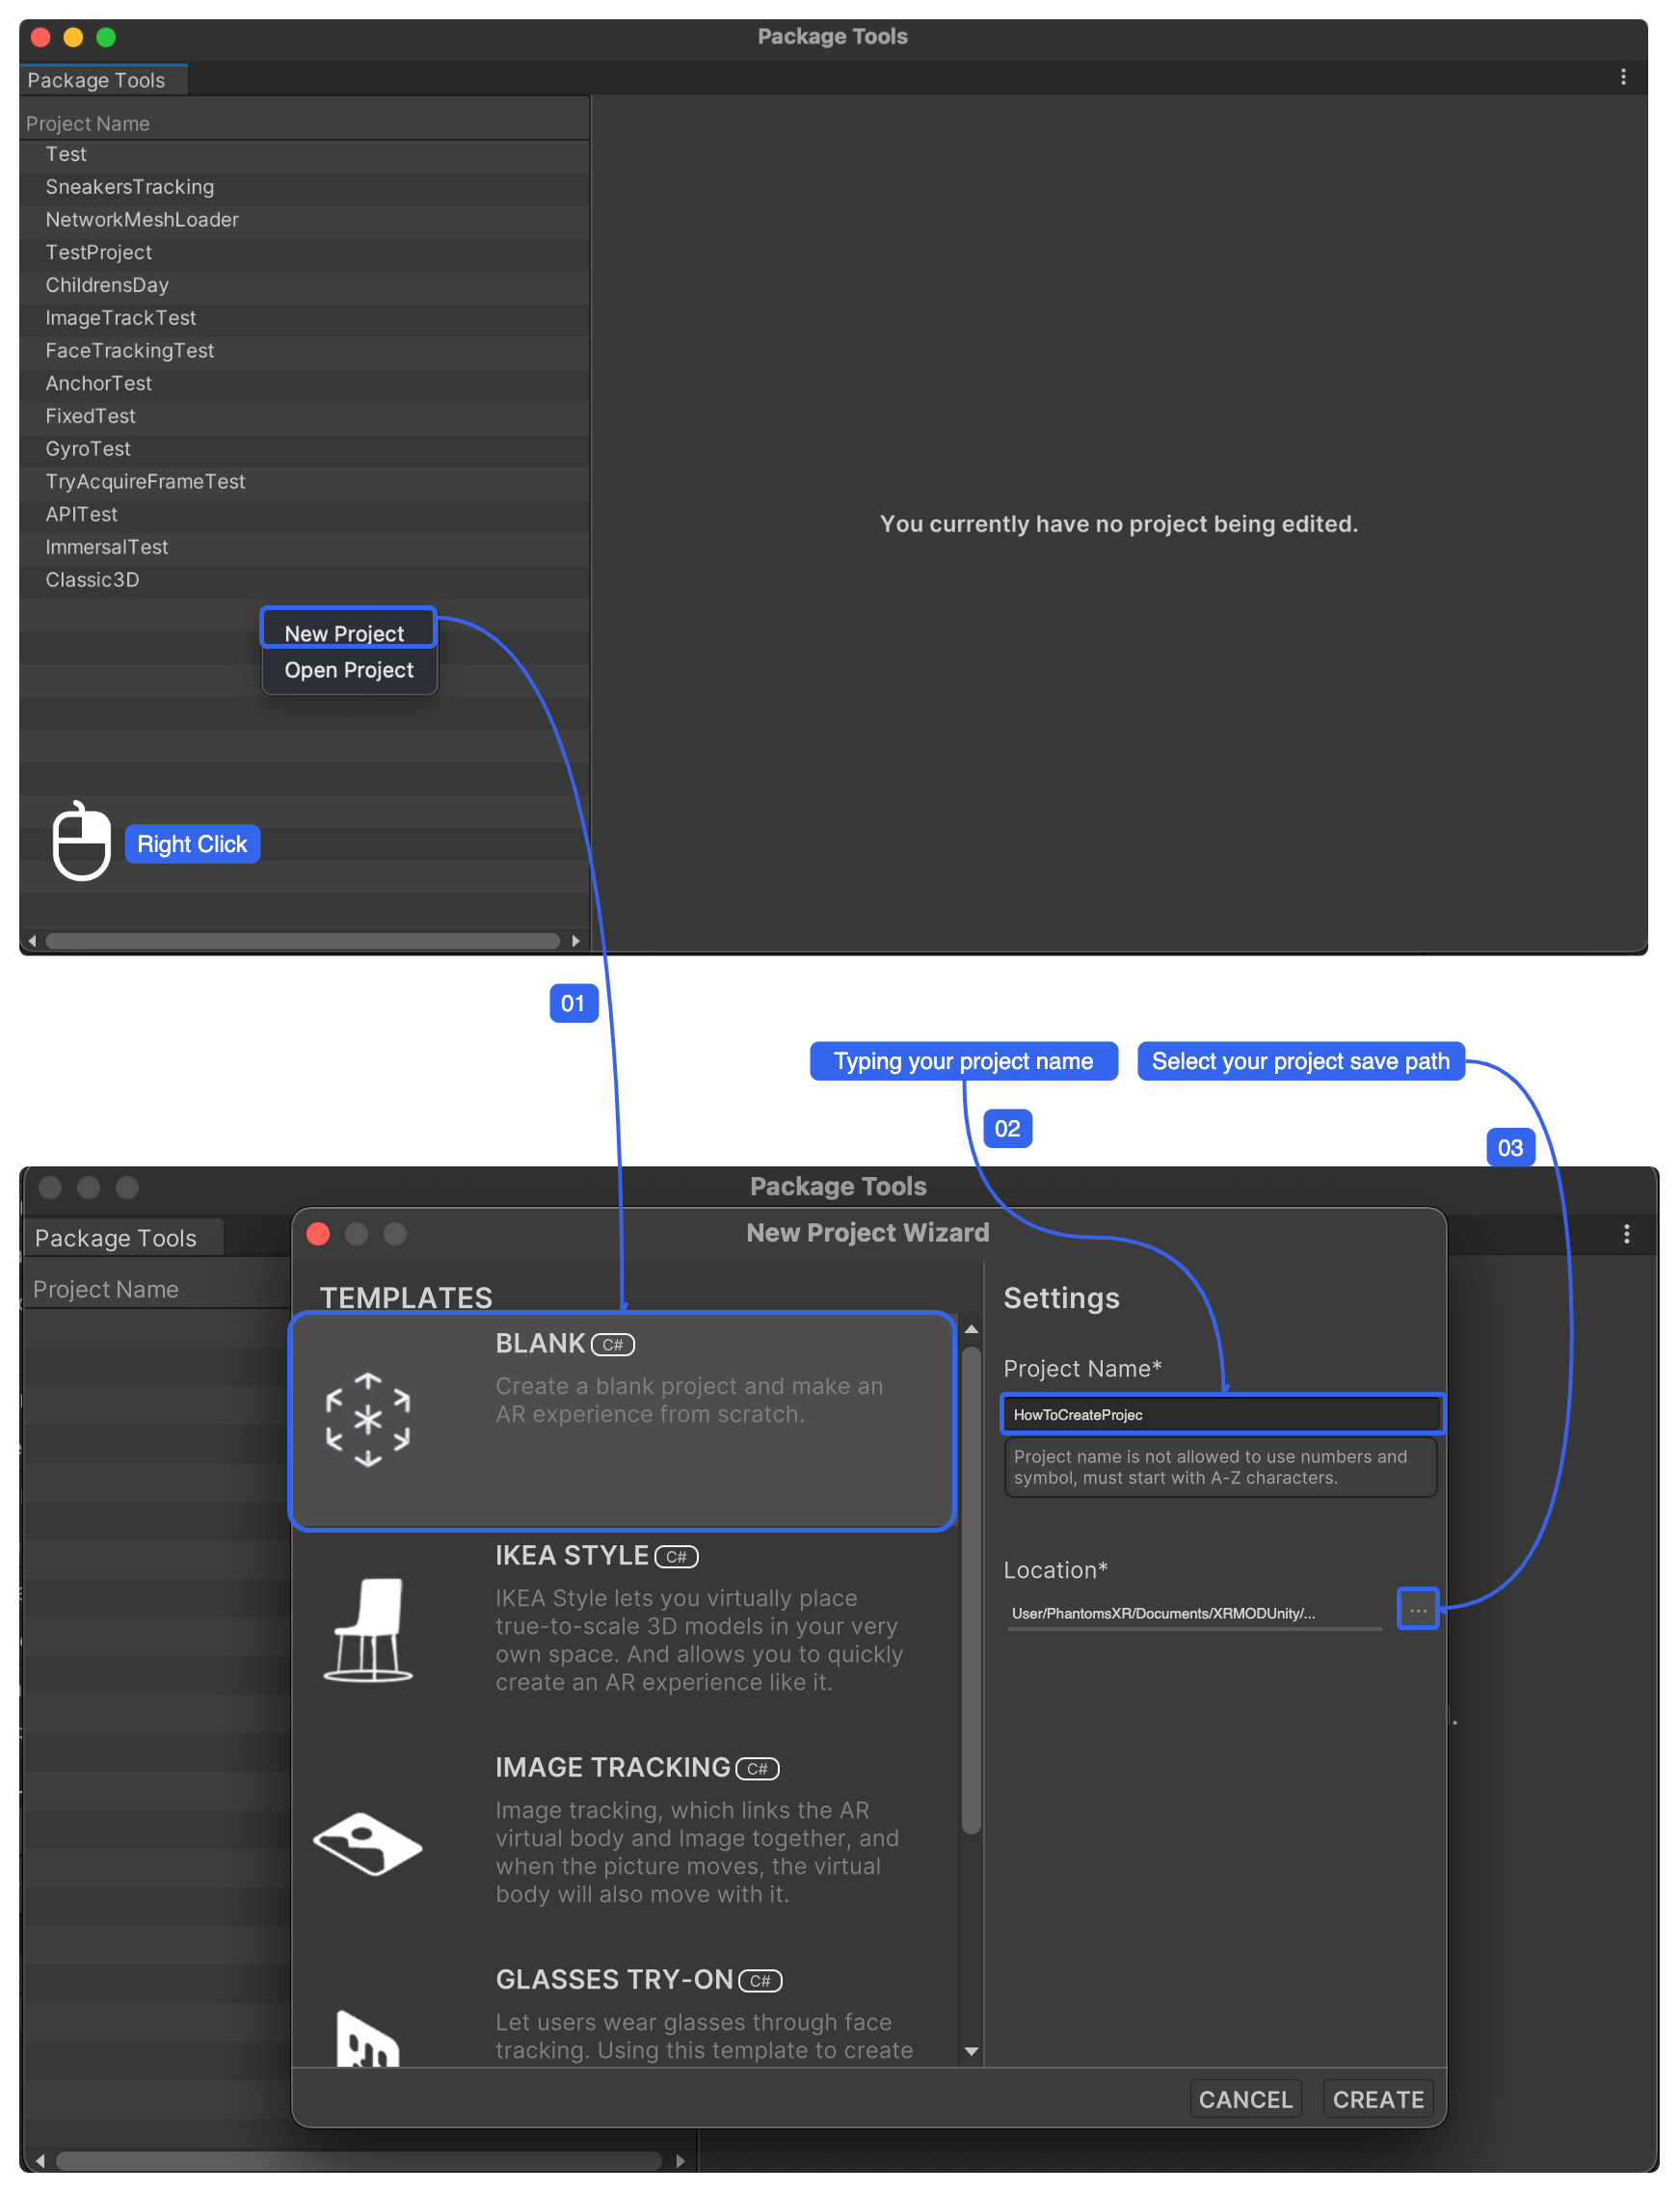 Package Tools
Package Tools
Project Name
Test
SneakersTracking
NetworkMeshLoader
TestProject
ChildrensDay
ImageTrackTest
FaceTrackingTest
AnchorTest
FixedTest
GyroTest
TryAcquireFrameTest
APITest
ImmersalTest
Classic3D
New Project
Open Project
Right Click
You currently have no project being edited.
01
Typing your project name
Select your project save path
02
03
Package Tools
Package Tools
Project Name
New Project Wizard
TEMPLATES
BLANK C#
Create a blank project and make an
AR experience from scratch.
IKEA STYLE C#
IKEA Style lets you virtually place
true-to-scale 3D models in your very
own space. And allows you to quickly
create an AR experience like it.
IMAGE TRACKING C#
Image tracking, which links the AR
virtual body and Image together, and
when the picture moves, the virtual
body will also move with it.
GLASSES TRY-ON C#
Let users wear glasses through face
tracking. Using this template to create
Settings
Project Name*
HowToCreateProjec
Project name is not allowed to use numbers and
symbol, must start with A-Z characters.
Location*
User/PhantomsXR/Documents/XRMODUnity/...
...
CANCEL
CREATE